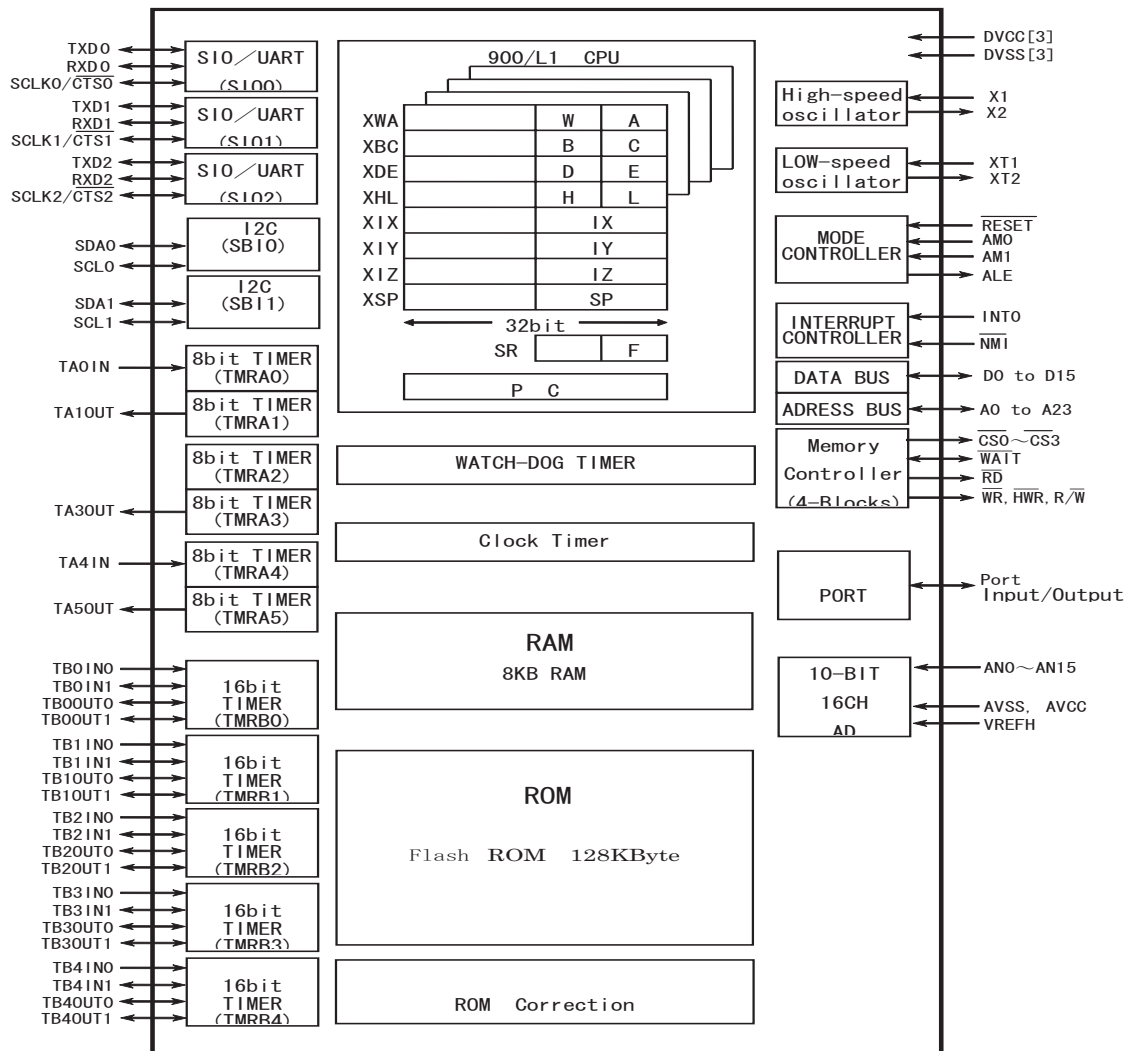 TXD0
RXD0
SCLK0/CTS0
SIO/UART
(SIO0)
TXD1
RXD1
SCLK1/CTS1
SIO/UART
(SIO1)
TXD2
RXD2
SCLK2/CTS2
SIO/UART
(SIO2)
SDA0
SCL0
I2C
(SBI0)
SDA1
SCL1
I2C
(SBI1)
TA0IN
8bit TIMER
(TMRA0)
TA1OUT
8bit TIMER
(TMRA1)
8bit TIMER
(TMRA2)
TA3OUT
8bit TIMER
(TMRA3)
TA4IN
8bit TIMER
(TMRA4)
TA5OUT
8bit TIMER
(TMRA5)
TB0IN0
TB0IN1
TB0OUT0
TB0OUT1
16bit
TIMER
(TMRB0)
TB1IN0
TB1IN1
TB1OUT0
TB1OUT1
16bit
TIMER
(TMRB1)
TB2IN0
TB2IN1
TB2OUT0
TB2OUT1
16bit
TIMER
(TMRB2)
TB3IN0
TB3IN1
TB3OUT0
TB3OUT1
16bit
TIMER
(TMRB3)
TB4IN0
TB4IN1
TB4OUT0
TB4OUT1
16bit
TIMER
(TMRB4)
900/L1 CPU
XWA W A
XBC B C
XDE D E
XHL H L
XIX IX
XIY IY
XIZ IZ
XSP SP
32bit
SR F
P C
WATCH-DOG TIMER
Clock Timer
RAM
8KB RAM
ROM
Flash ROM 128KByte
ROM Correction
DVCC[3]
DVSS[3]
High-speed
oscillator
X1
X2
LOW-speed
oscillator
XT1
XT2
MODE
CONTROLLER
RESET
AM0
AM1
ALE
INTERRUPT
CONTROLLER
INT0
NMI
DATA BUS
D0 to D15
ADRESS BUS
A0 to A23
Memory
Controller
(4-Blocks)
CS0~CS3
WAIT
RD
WR, HWR, R/W
PORT
Port
Input/Output
10-BIT
16CH
AD
AN0~AN15
AVSS, AVCC
VREFH